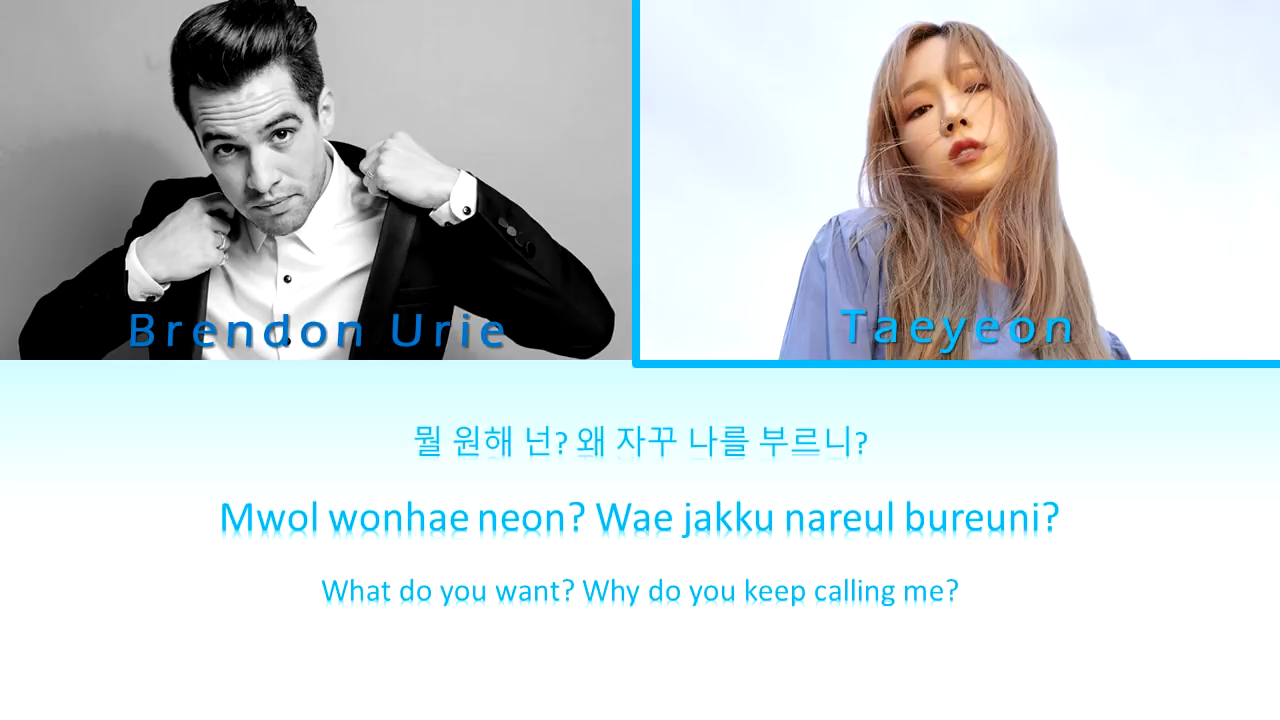 Brendon Urie
Taeyeon
뭘 원해 넌? 왜 자꾸 나를 부르니?
Mwol wonhae neon? Wae jakku nareul bureuni?
What do you want? Why do you keep calling me?